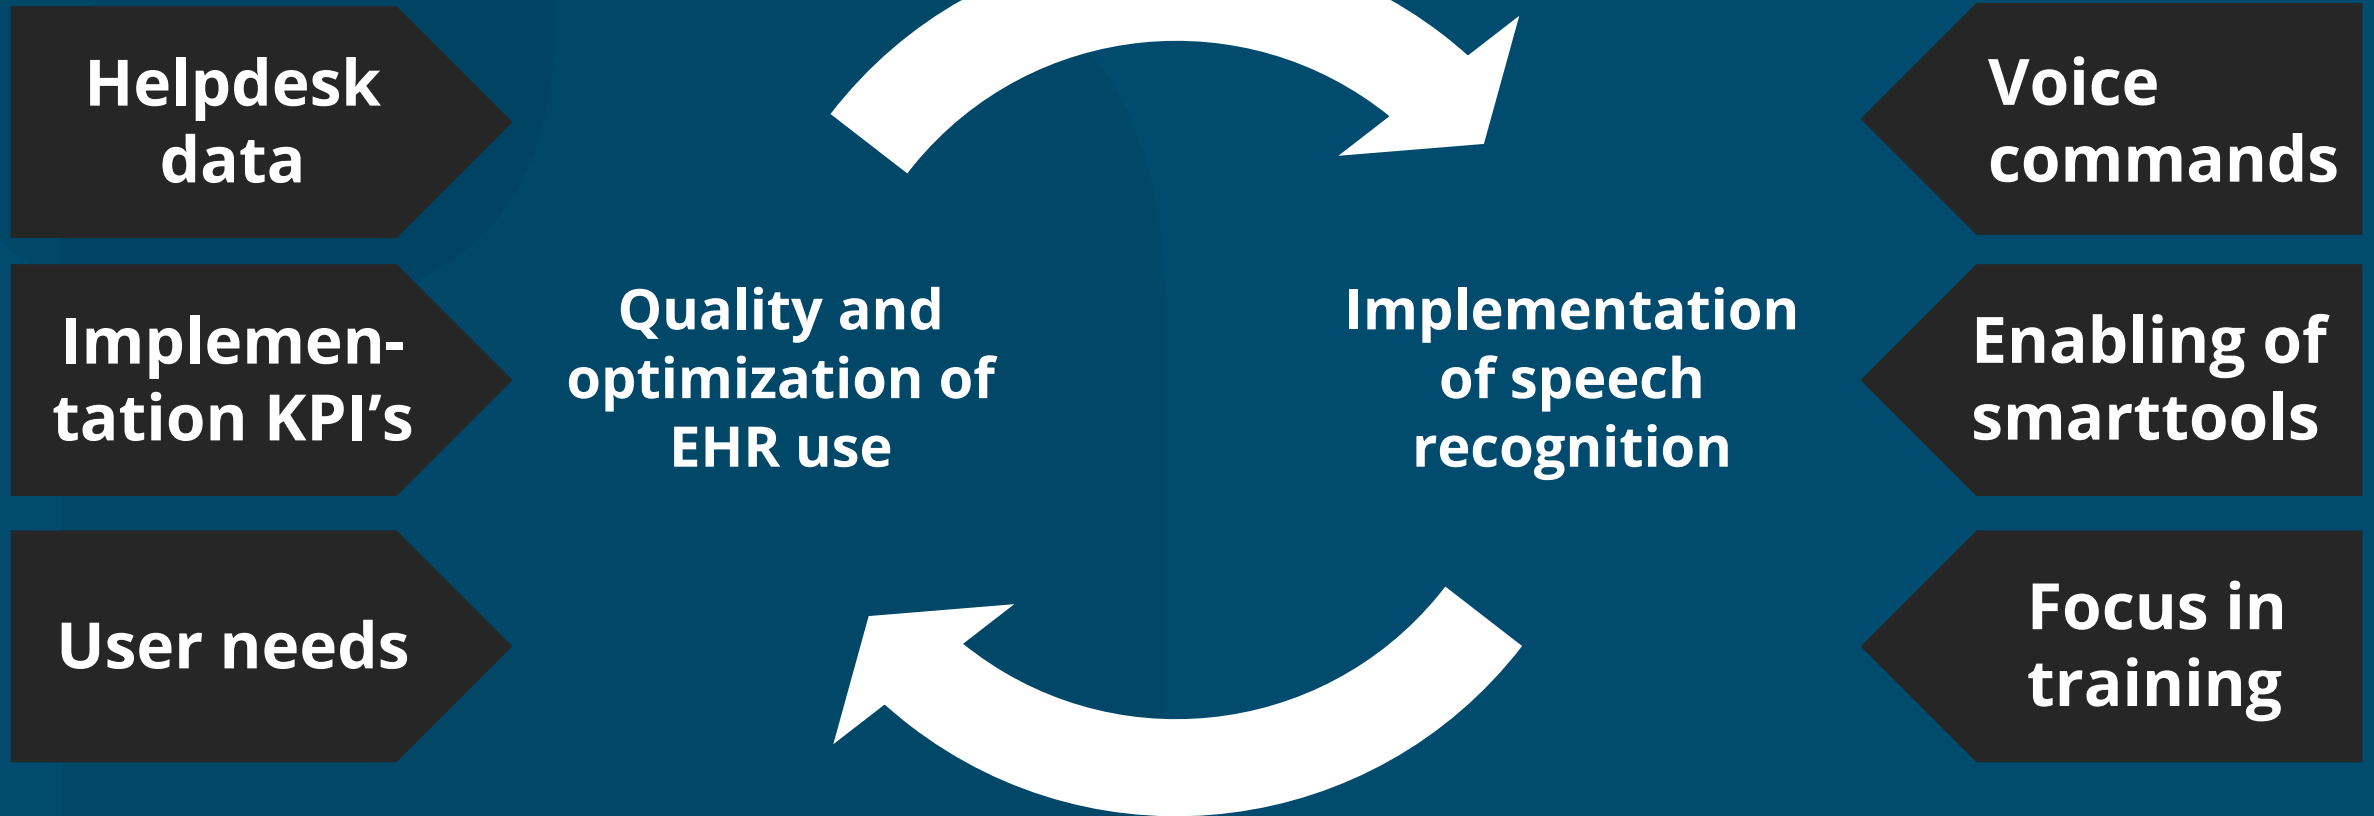 Helpdesk
data
Implemen-
tation KPI’s
User needs
Quality and
optimization of
EHR use
Implementation
of speech
recognition
Voice
commands
Enabling of
smarttools
Focus in
training